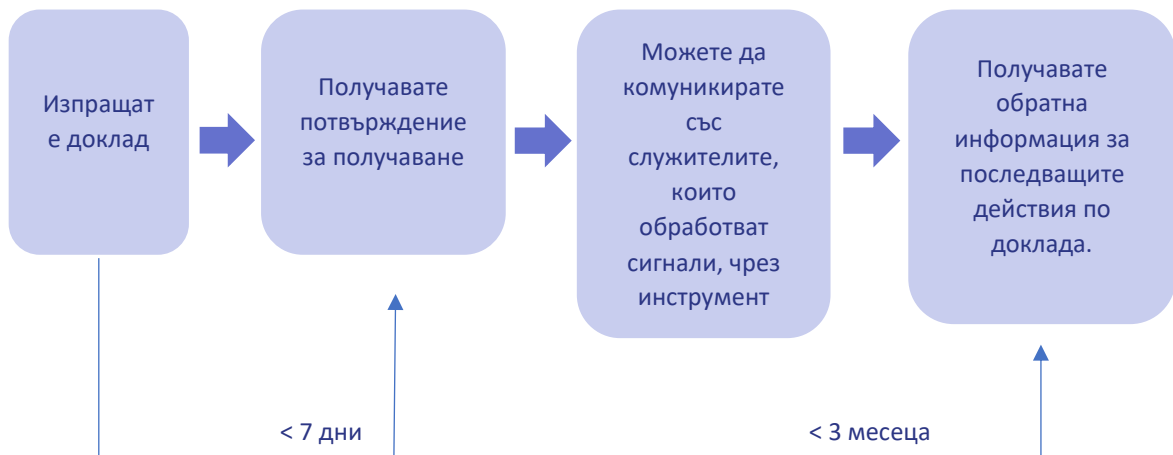 Изпращат
е доклад
Получавате
потвърждение
за получаване
Можете да
комуникирате
със
служителите,
които
обработват
сигнали, чрез
инструмент
Получавате
обратна
информация за
последващите
действия по
доклада.
< 7 дни
< 3 месеца